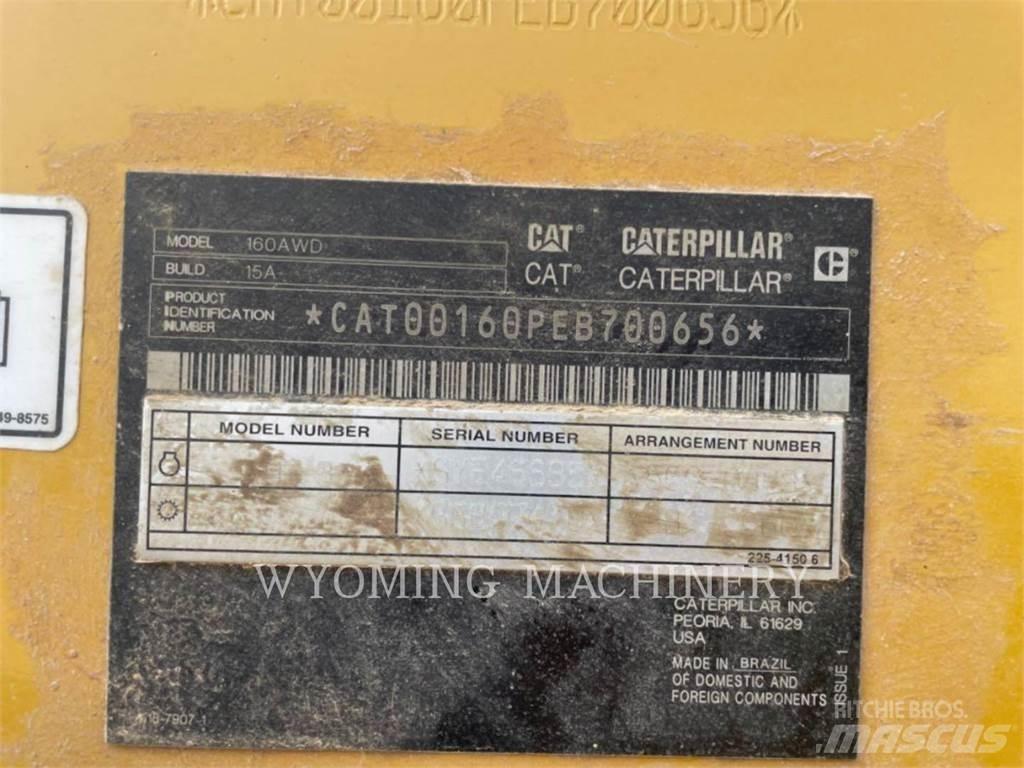 *CAT00160PEB700656*
MODEL 160AWD
BUILD 15A
CAT® CATERPILLAR®
CAT® CATERPILLAR® C
PRODUCT
IDENTIFICATION *CAT00160PEB700656*
NUMBER
49-8575
MODEL NUMBER SERIAL NUMBER ARRANGEMENT NUMBER
225-4150 6
WYOMING MACHINERY
CATERPILLAR INC.
PEORIA, IL 61629
USA
MADE IN BRAZIL
OF DOMESTIC AND
FOREIGN COMPONENTS
ISSUE 1
RITCHIE BROS.
MASCUS